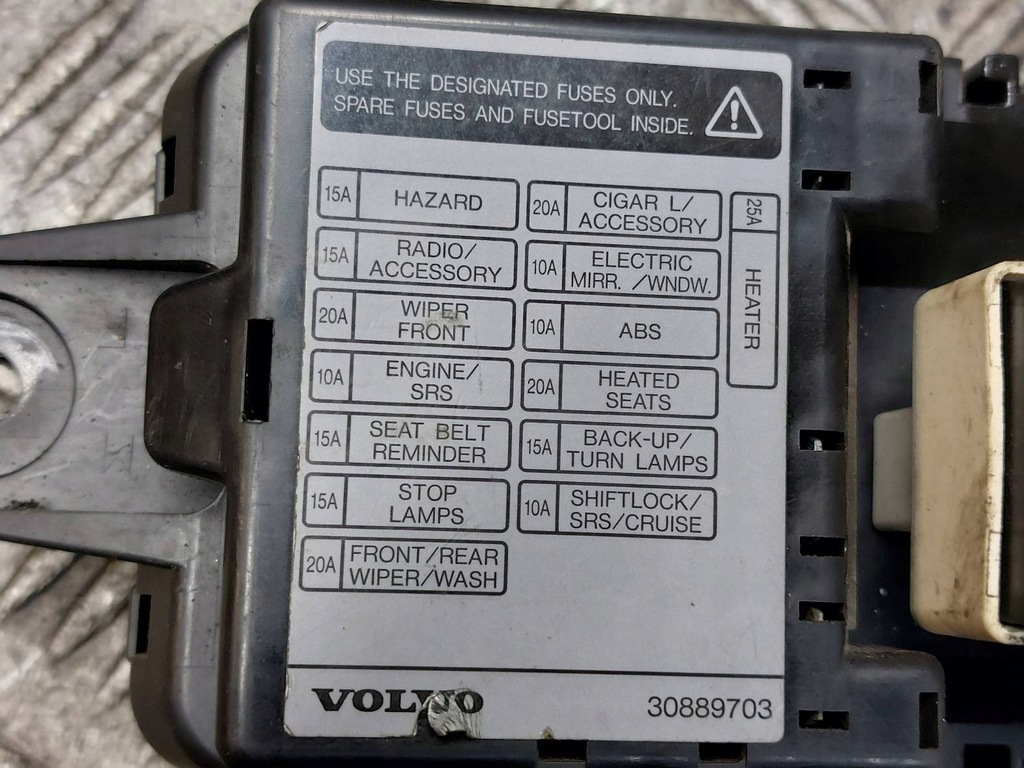 USE THE DESIGNATED FUSES ONLY.
SPARE FUSES AND FUSETOOL INSIDE.
15A HAZARD
15A RADIO/
ACCESSORY
20A WIPER
FRONT
10A ENGINE/
SRS
15A SEAT BELT
REMINDER
15A STOP
LAMPS
20A FRONT/REAR
WIPER/WASH
20A CIGAR L/
ACCESSORY
10A ELECTRIC
MIRR. /WNDW.
10A ABS
20A HEATED
SEATS
15A BACK-UP/
TURN LAMPS
10A SHIFTLOCK/
SRS/CRUISE
25A HEATER
VOLVO
30889703